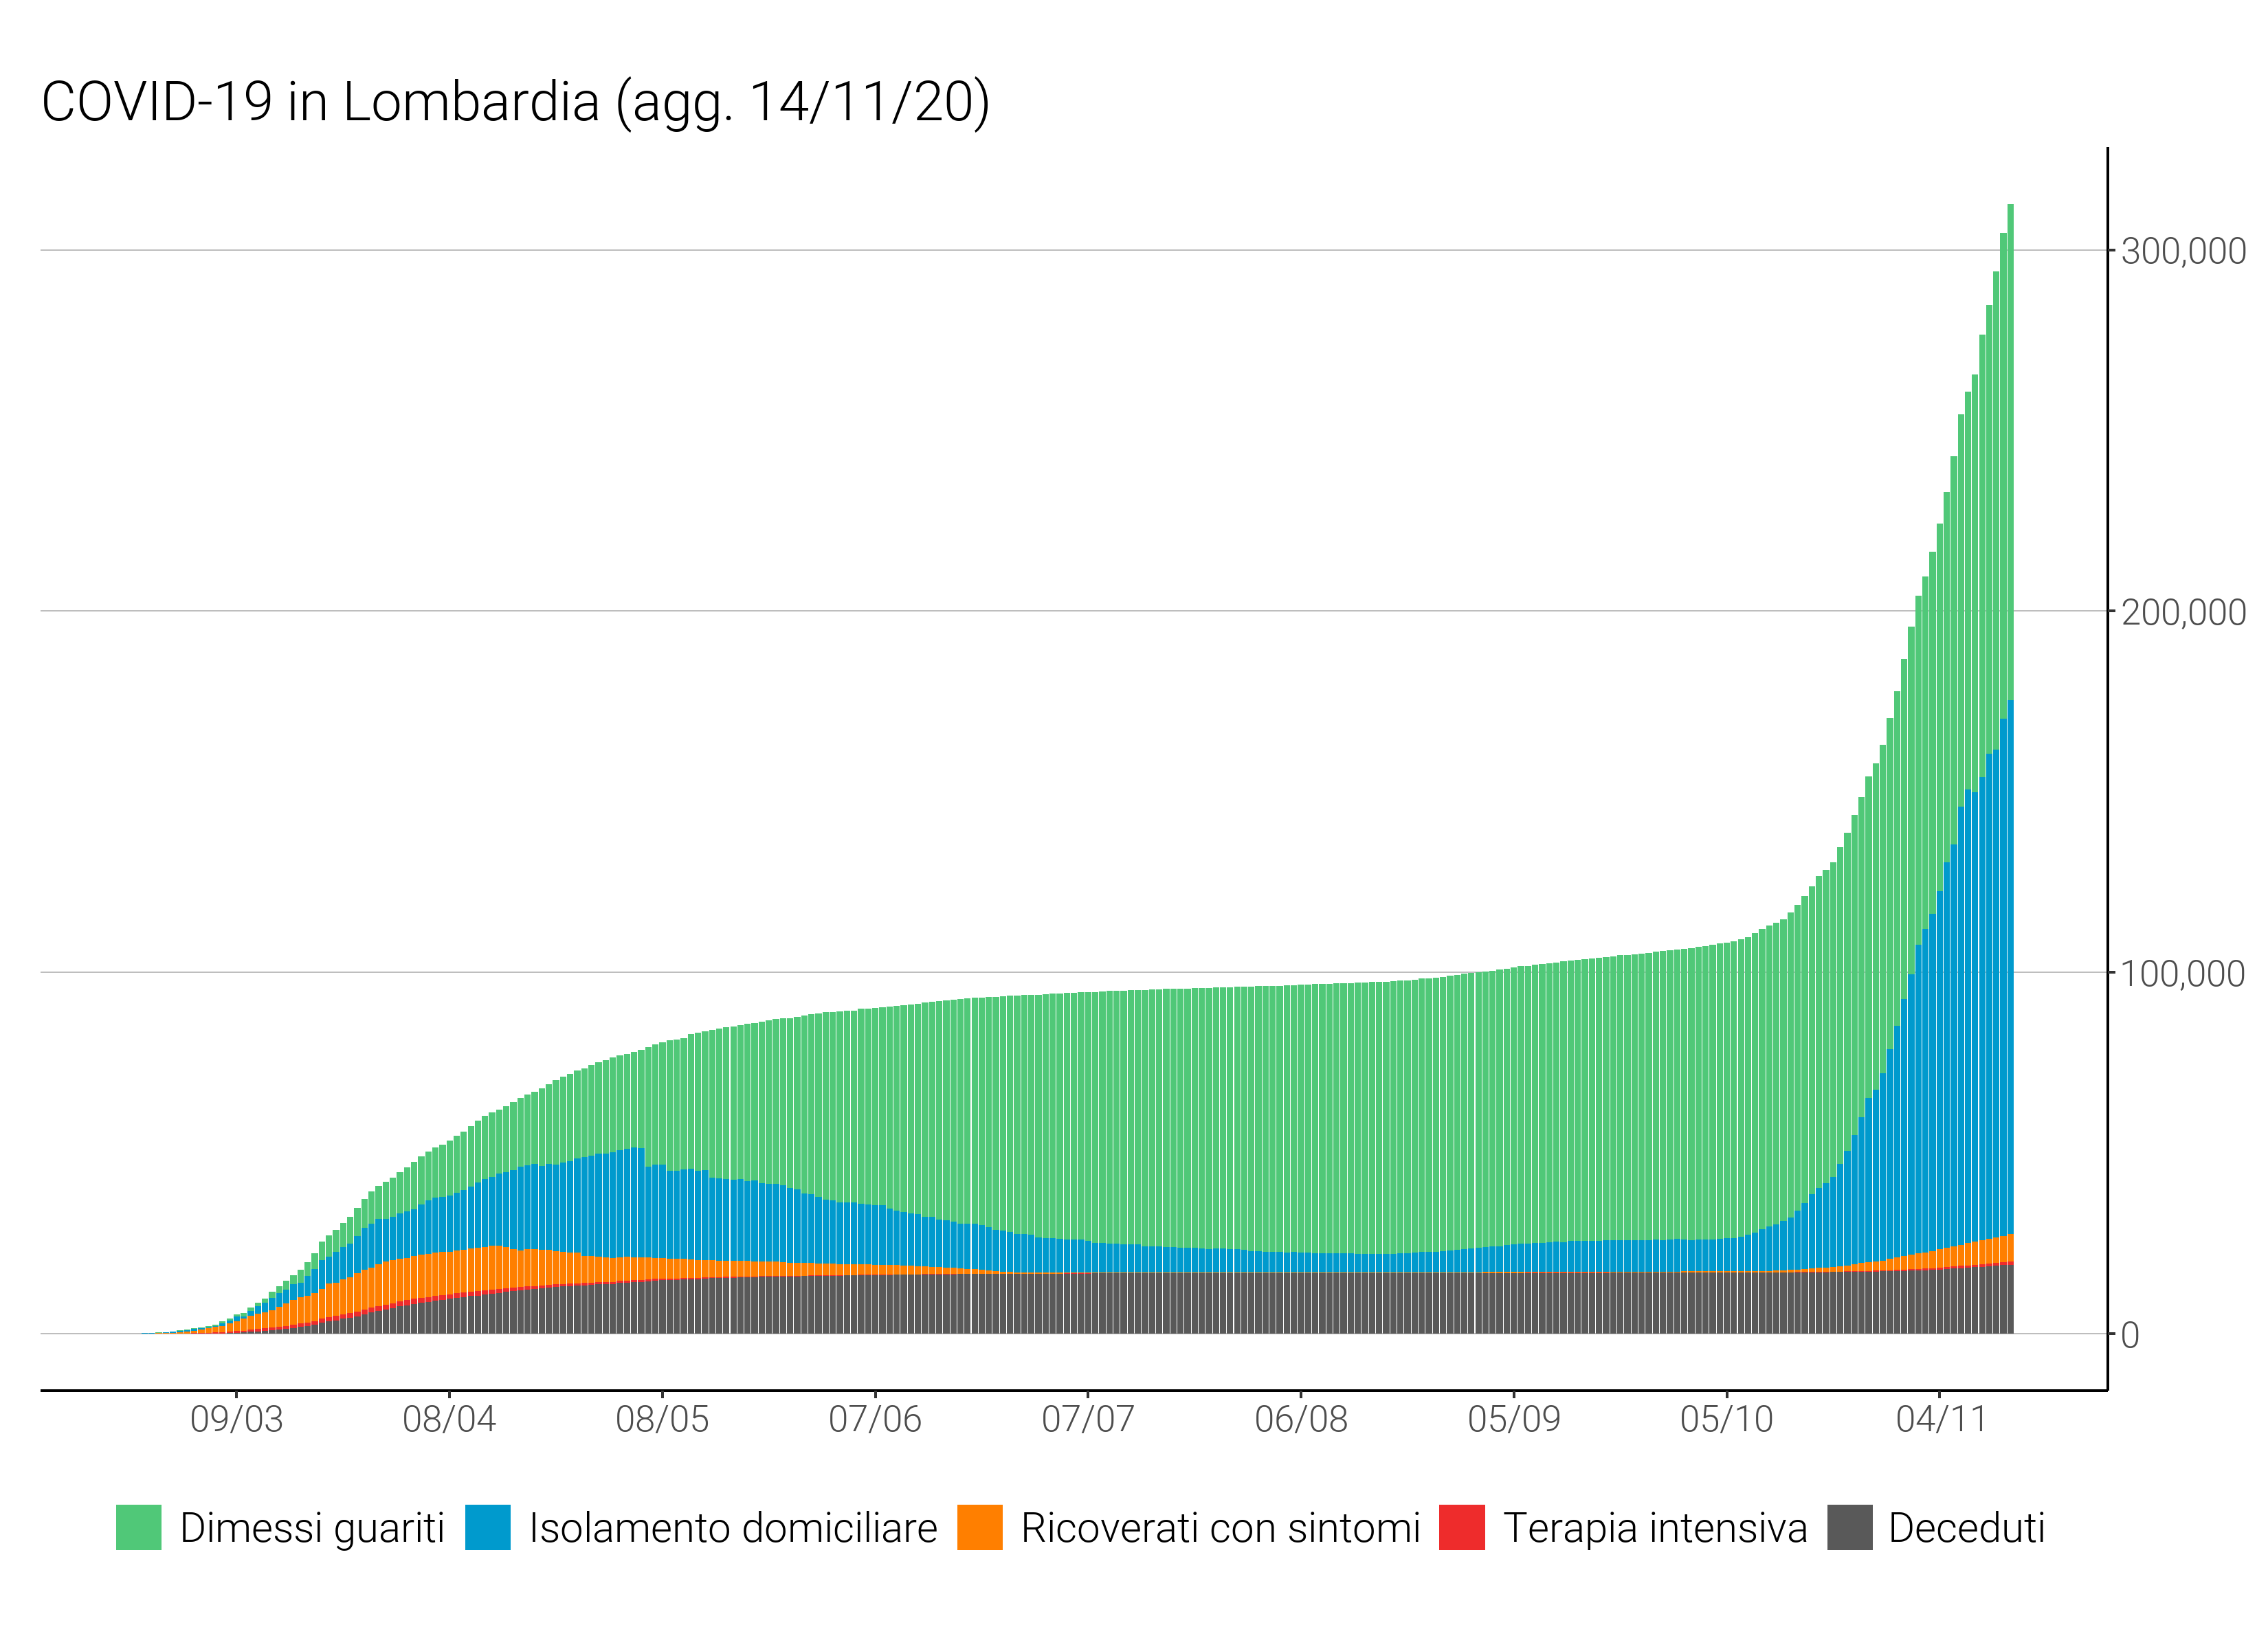 COVID-19 in Lombardia (agg. 14/11/20)
300,000
200,000
100,000
0
09/03 08/04 08/05 07/06 07/07 06/08 05/09 05/10 04/11
Dimessi guariti Isolamento domiciliare Ricoverati con sintomi Terapia intensiva Deceduti